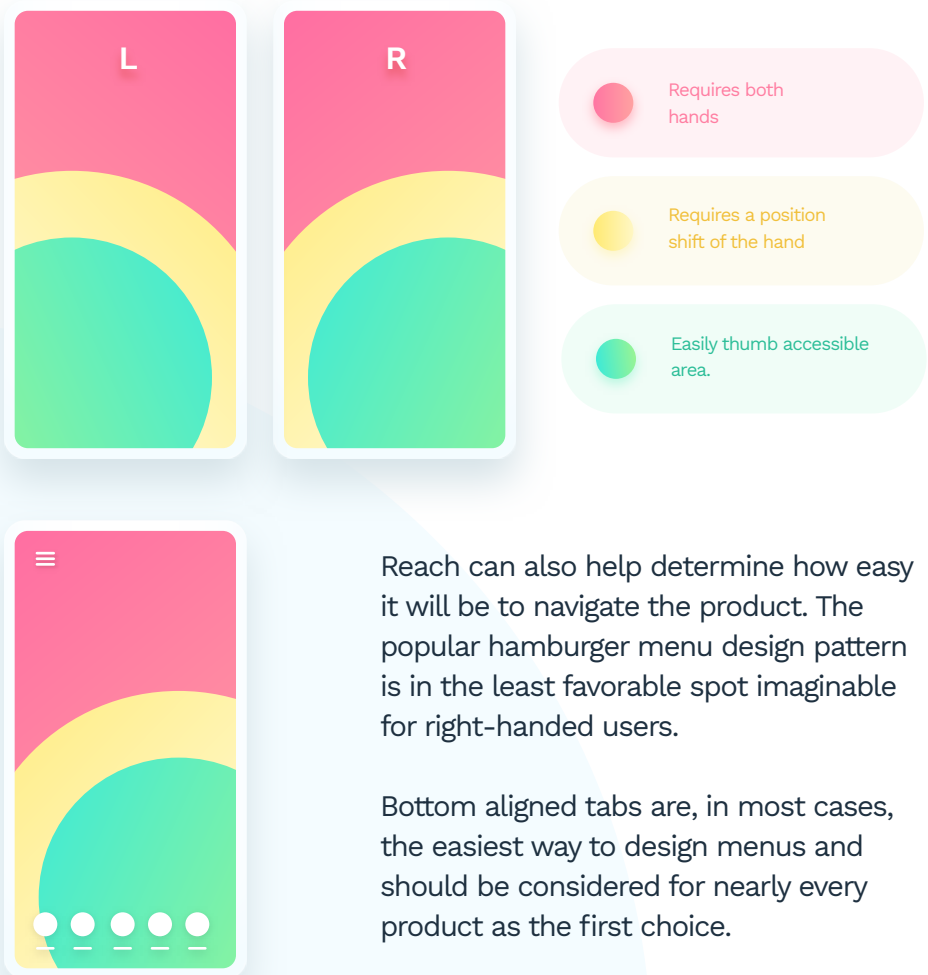 L
R
Requires both
hands
Requires a position
shift of the hand
Easily thumb accessible
area.
Reach can also help determine how easy
it will be to navigate the product. The
popular hamburger menu design pattern
is in the least favorable spot imaginable
for right-handed users.
Bottom aligned tabs are, in most cases,
the easiest way to design menus and
should be considered for nearly every
product as the first choice.